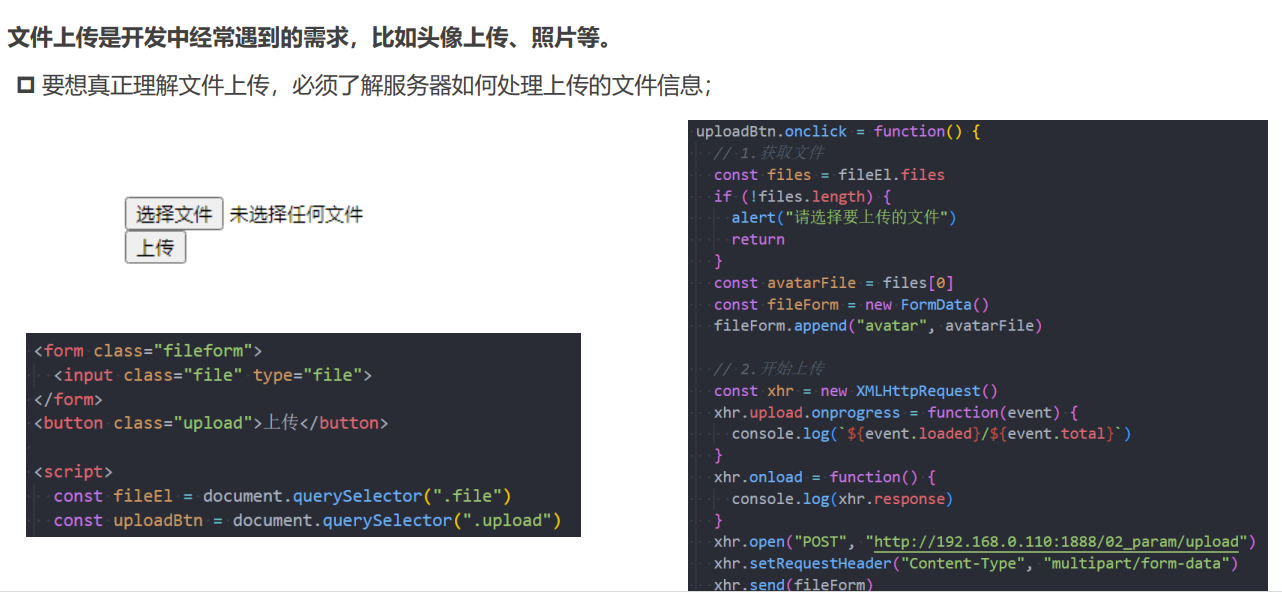 文件上传是开发中经常遇到的需求，比如头像上传、照片等。
要想真正理解文件上传，必须了解服务器如何处理上传的文件信息；
选择文件 未选择任何文件
上传
<form class="fileform">
<input class="file" type="file">
</form>
<button class="upload">上传</button>
<script>
const fileEl = document.querySelector(".file")
const uploadBtn = document.querySelector(".upload")
uploadBtn.onclick = function() {
// 1.获取文件
const files = fileEl.files
if (!files.length) {
alert("请选择要上传的文件")
return
}
const avatarFile = files[0]
const fileForm = new FormData()
fileForm.append("avatar", avatarFile)
// 2.开始上传
const xhr = new XMLHttpRequest()
xhr.upload.onprogress = function(event) {
console.log(`${event.loaded}/${event.total}`)
}
xhr.onload = function() {
console.log(xhr.response)
}
xhr.open("POST", "http://192.168.0.110:1888/02_param/upload")
xhr.setRequestHeader("Content-Type", "multipart/form-data")
xhr.send(fileForm)